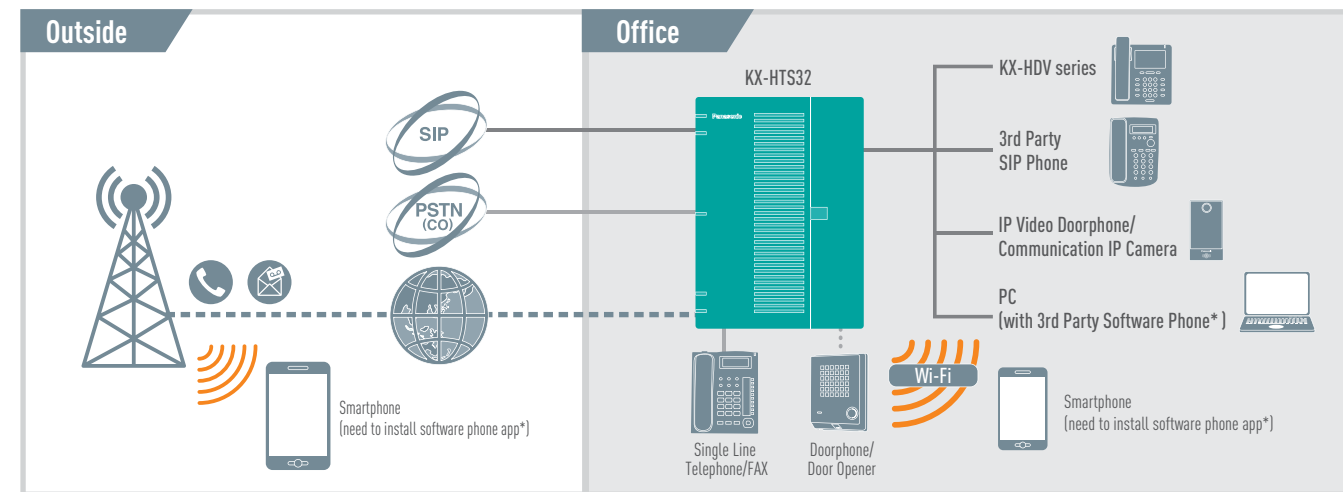 Outside
Office
KX-HTS32
Panasonic
SIP
PSTN
(CO)
KX-HDV series
3rd Party
SIP Phone
IP Video Doorphone/
Communication IP Camera
PC
(with 3rd Party Software Phone*)
Wi-Fi
Smartphone
(need to install software phone app*)
Smartphone
(need to install software phone app*)
Single Line
Telephone/FAX
Doorphone/
Door Opener